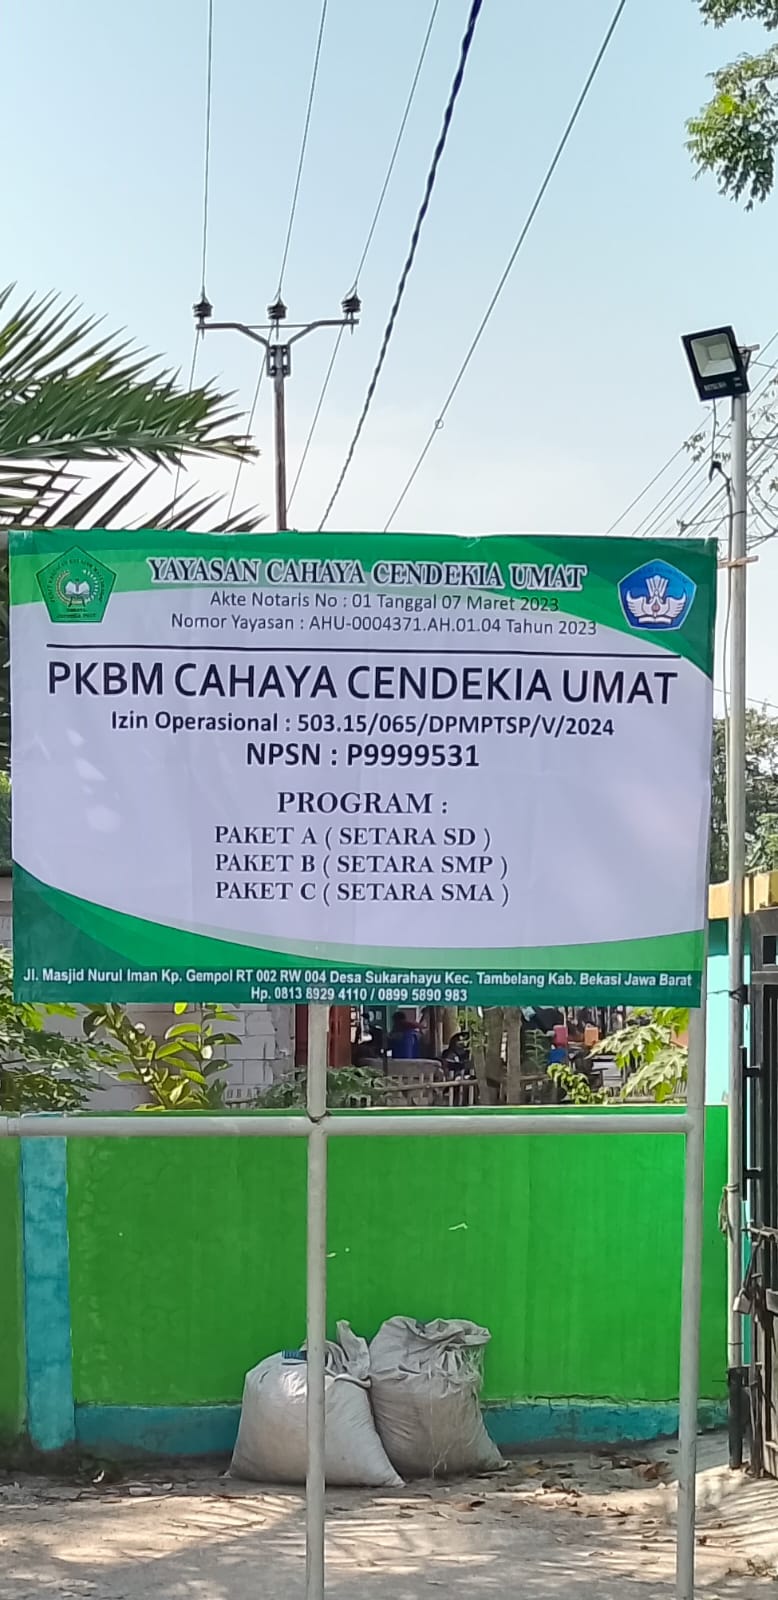 YAYASAN CAHAYA CENDEKIA UMAT
Akte Notaris No : 01 Tanggal 07 Maret 2023
Nomor Yayasan : AHU-0004371.AH.01.04 Tahun 2023
PKBM CAHAYA CENDEKIA UMAT
Izin Operasional : 503.15/065/DPMPTSP/V/2024
NPSN : P9999531
PROGRAM :
PAKET A ( SETARA SD )
PAKET B ( SETARA SMP )
PAKET C ( SETARA SMA )
Jl. Masjid Nurul Iman Kp. Gempol RT 002 RW 004 Desa Sukarahayu Kec. Tambelang Kab. Bekasi Jawa Barat
Hp. 0813 8929 4110 / 0899 5890 983